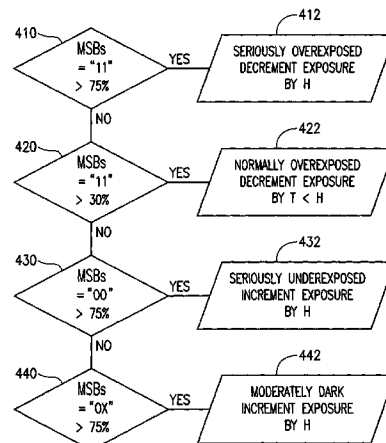 410
MSBs
= "11"
> 75%
YES
412
SERIOUSLY OVEREXPOSED
DECREMENT EXPOSURE
BY H
NO
420
MSBs
= "11"
> 30%
YES
422
NORMALLY OVEREXPOSED
DECREMENT EXPOSURE
BY T < H
NO
430
MSBs
= "00"
> 75%
YES
432
SERIOUSLY UNDEREXPOSED
INCREMENT EXPOSURE
BY H
NO
440
MSBs
= "0X"
> 75%
YES
442
MODERATELY DARK
INCREMENT EXPOSURE
BY H